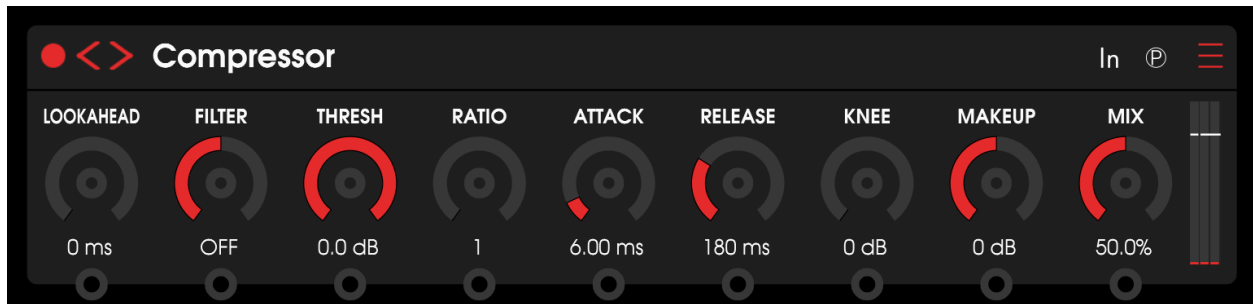 Compressor In Ⓟ
LOOKAHEAD FILTER THRESH RATIO ATTACK RELEASE KNEE MAKEUP MIX
0 ms OFF 0.0 dB 1 6.00 ms 180 ms 0 dB 0 dB 50.0%